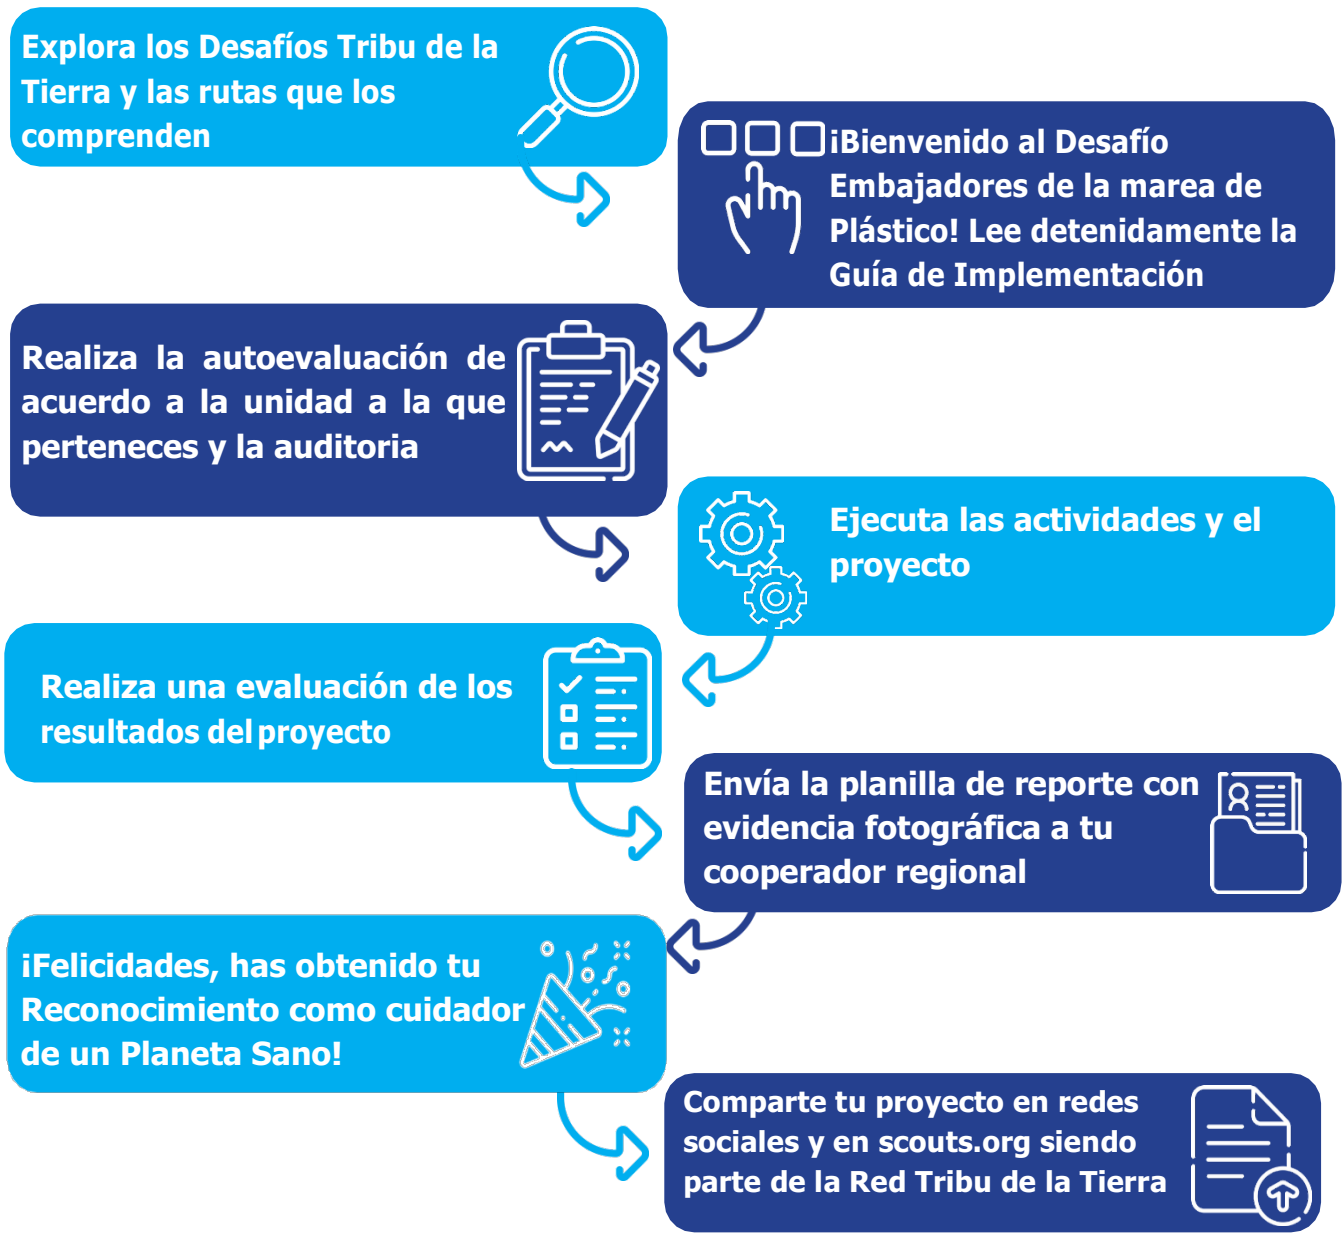 Explora los Desafíos Tribu de la
Tierra y las rutas que los
comprenden
¡Bienvenido al Desafío
Embajadores de la marea de
Plástico! Lee detenidamente la
Guía de Implementación
Realiza la autoevaluación de
acuerdo a la unidad a la que
perteneces y la auditoria
Ejecuta las actividades y el
proyecto
Realiza una evaluación de los
resultados del proyecto
Envía la planilla de reporte con
evidencia fotográfica a tu
cooperador regional
¡Felicidades, has obtenido tu
Reconocimiento como cuidador
de un Planeta Sano!
Comparte tu proyecto en redes
sociales y en scouts.org siendo
parte de la Red Tribu de la Tierra